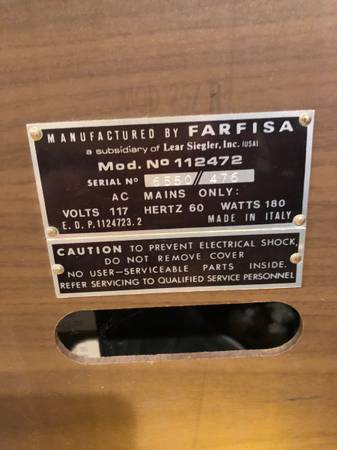 MANUFACTURED BY FARFISA
a subsidiary of Lear Siegler, Inc. (USA)
Mod. No 112472
SERIAL No 6550// 476
AC MAINS ONLY:
VOLTS 117 HERTZ 60 WATTS 180
E. D. P. 1124723.2 MADE IN ITALY
CAUTION TO PREVENT ELECTRICAL SHOCK,
DO NOT REMOVE COVER
NO USER-SERVICEABLE PARTS INSIDE.
REFER SERVICING TO QUALIFIED SERVICE PERSONNEL